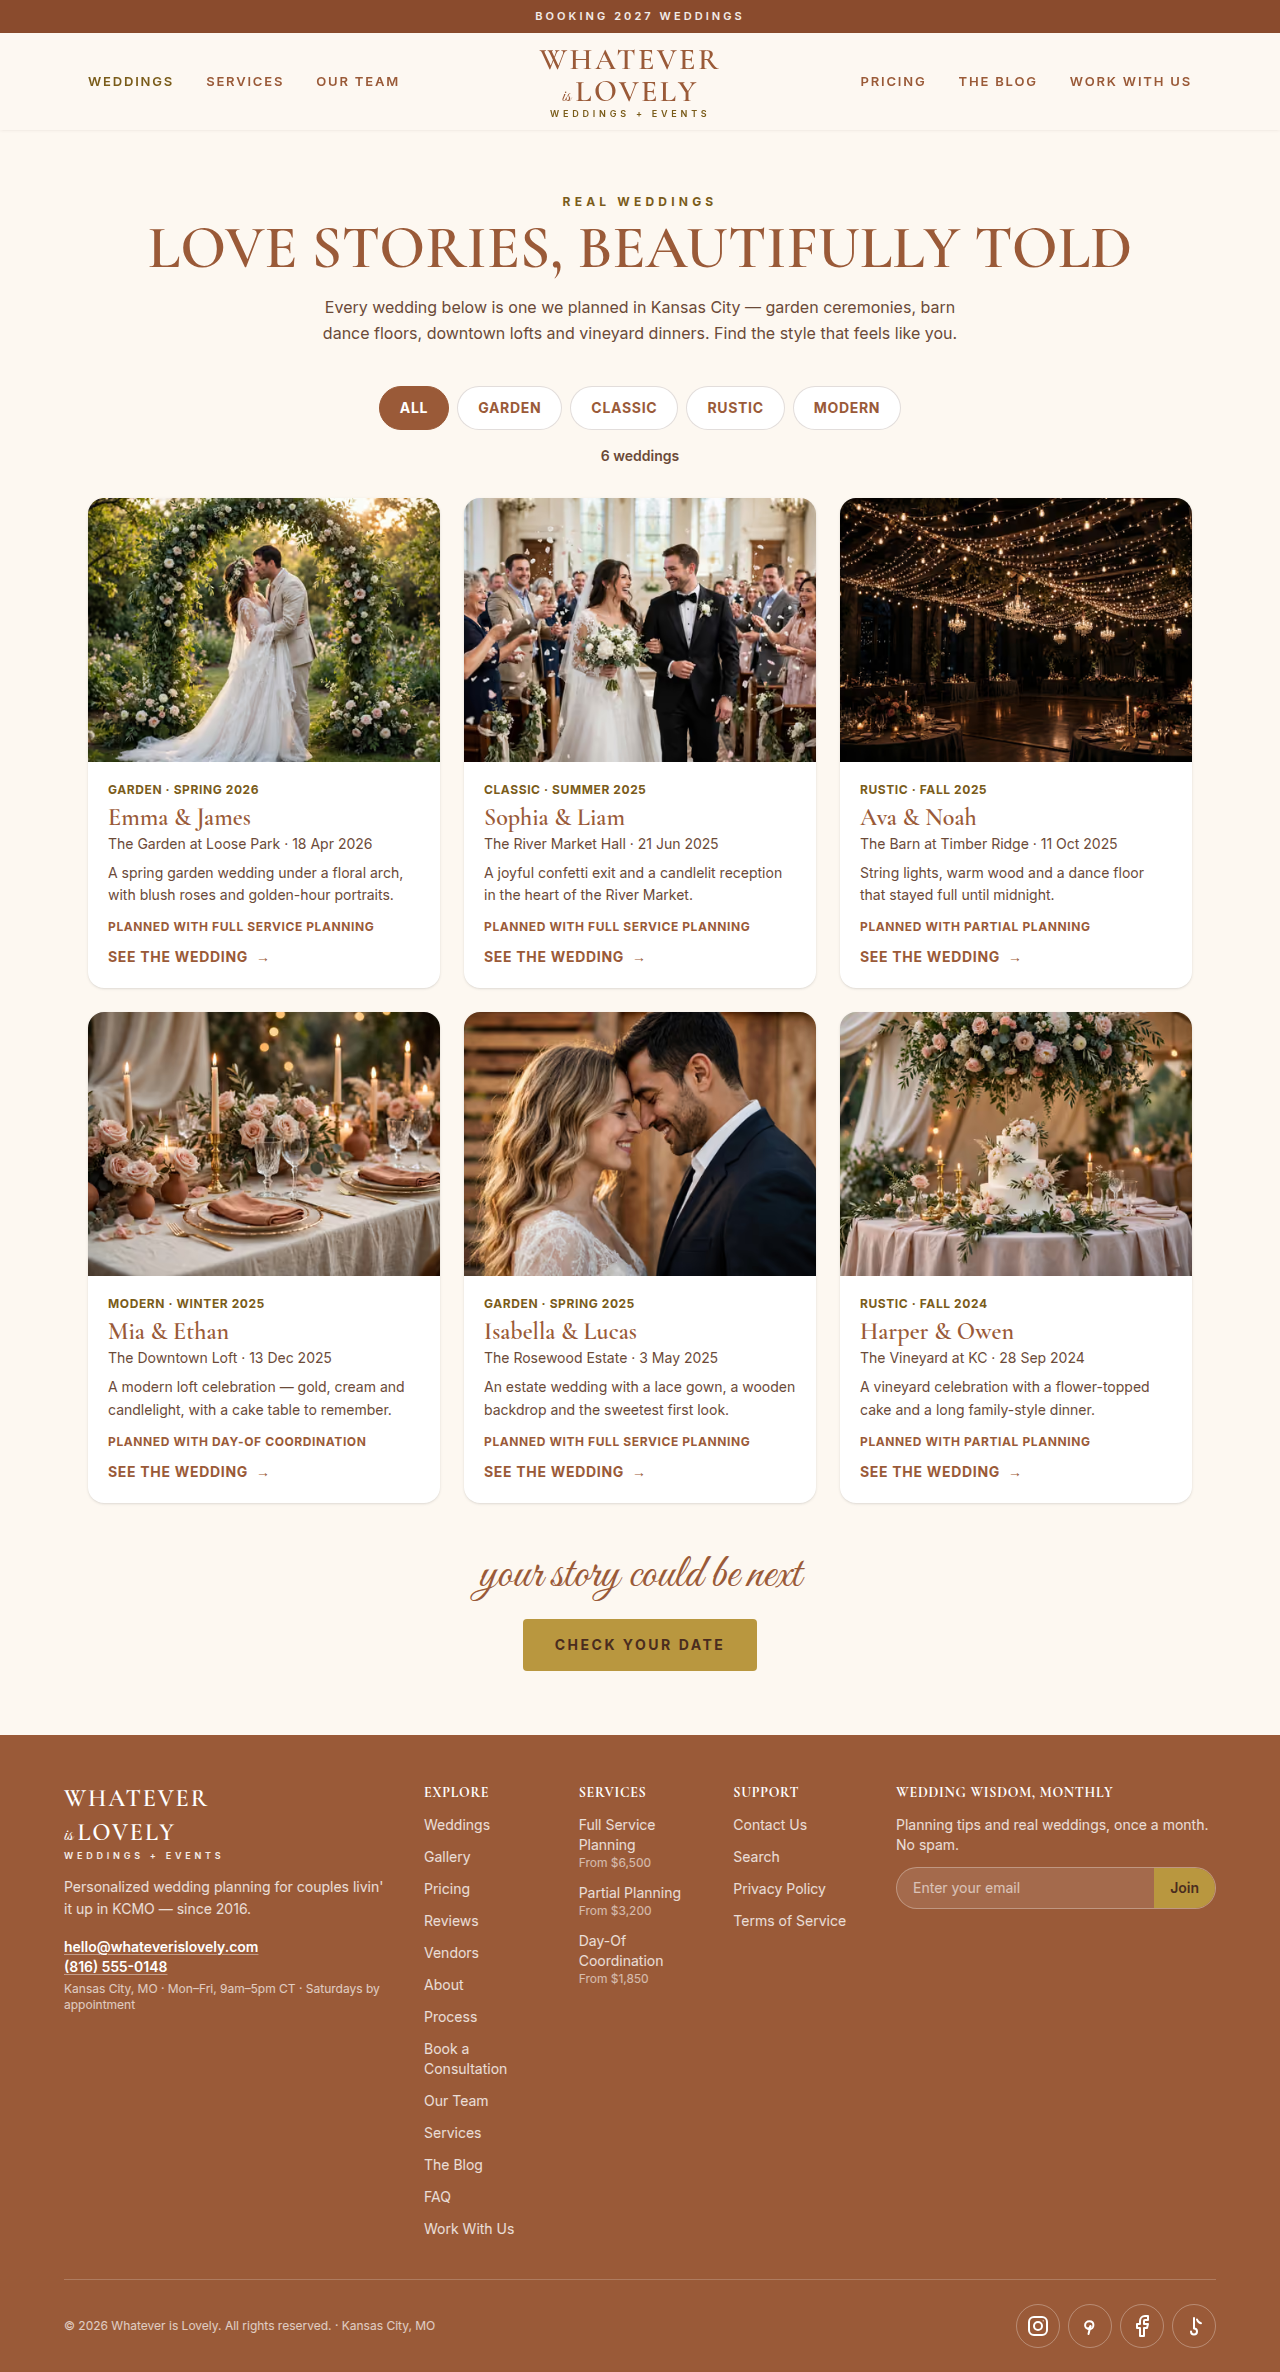 BOOKING 2027 WEDDINGS
WEDDINGS SERVICES OUR TEAM
WHATEVER
is LOVELY
WEDDINGS + EVENTS
PRICING THE BLOG WORK WITH US
REAL WEDDINGS
LOVE STORIES, BEAUTIFULLY TOLD
Every wedding below is one we planned in Kansas City — garden ceremonies, barn
dance floors, downtown lofts and vineyard dinners. Find the style that feels like you.
ALL GARDEN CLASSIC RUSTIC MODERN
6 weddings
GARDEN · SPRING 2026
Emma & James
The Garden at Loose Park · 18 Apr 2026
A spring garden wedding under a floral arch,
with blush roses and golden-hour portraits.
PLANNED WITH FULL SERVICE PLANNING
SEE THE WEDDING →
CLASSIC · SUMMER 2025
Sophia & Liam
The River Market Hall · 21 Jun 2025
A joyful confetti exit and a candlelit reception
in the heart of the River Market.
PLANNED WITH FULL SERVICE PLANNING
SEE THE WEDDING →
RUSTIC · FALL 2025
Ava & Noah
The Barn at Timber Ridge · 11 Oct 2025
String lights, warm wood and a dance floor
that stayed full until midnight.
PLANNED WITH PARTIAL PLANNING
SEE THE WEDDING →
MODERN · WINTER 2025
Mia & Ethan
The Downtown Loft · 13 Dec 2025
A modern loft celebration — gold, cream and
candlelight, with a cake table to remember.
PLANNED WITH DAY-OF COORDINATION
SEE THE WEDDING →
GARDEN · SPRING 2025
Isabella & Lucas
The Rosewood Estate · 3 May 2025
An estate wedding with a lace gown, a wooden
backdrop and the sweetest first look.
PLANNED WITH FULL SERVICE PLANNING
SEE THE WEDDING →
RUSTIC · FALL 2024
Harper & Owen
The Vineyard at KC · 28 Sep 2024
A vineyard celebration with a flower-topped
cake and a long family-style dinner.
PLANNED WITH PARTIAL PLANNING
SEE THE WEDDING →
your story could be next
CHECK YOUR DATE
WHATEVER
is LOVELY
WEDDINGS + EVENTS
Personalized wedding planning for couples livin'
it up in KCMO — since 2016.
hello@whateverislovely.com
(816) 555-0148
Kansas City, MO · Mon–Fri, 9am–5pm CT · Saturdays by
appointment
EXPLORE
Weddings
Gallery
Pricing
Reviews
Vendors
About
Process
Book a
Consultation
Our Team
Services
The Blog
FAQ
Work With Us
SERVICES
Full Service
Planning
From $6,500
Partial Planning
From $3,200
Day-Of
Coordination
From $1,850
SUPPORT
Contact Us
Search
Privacy Policy
Terms of Service
WEDDING WISDOM, MONTHLY
Planning tips and real weddings, once a month.
No spam.
Enter your email Join
© 2026 Whatever is Lovely. All rights reserved. · Kansas City, MO